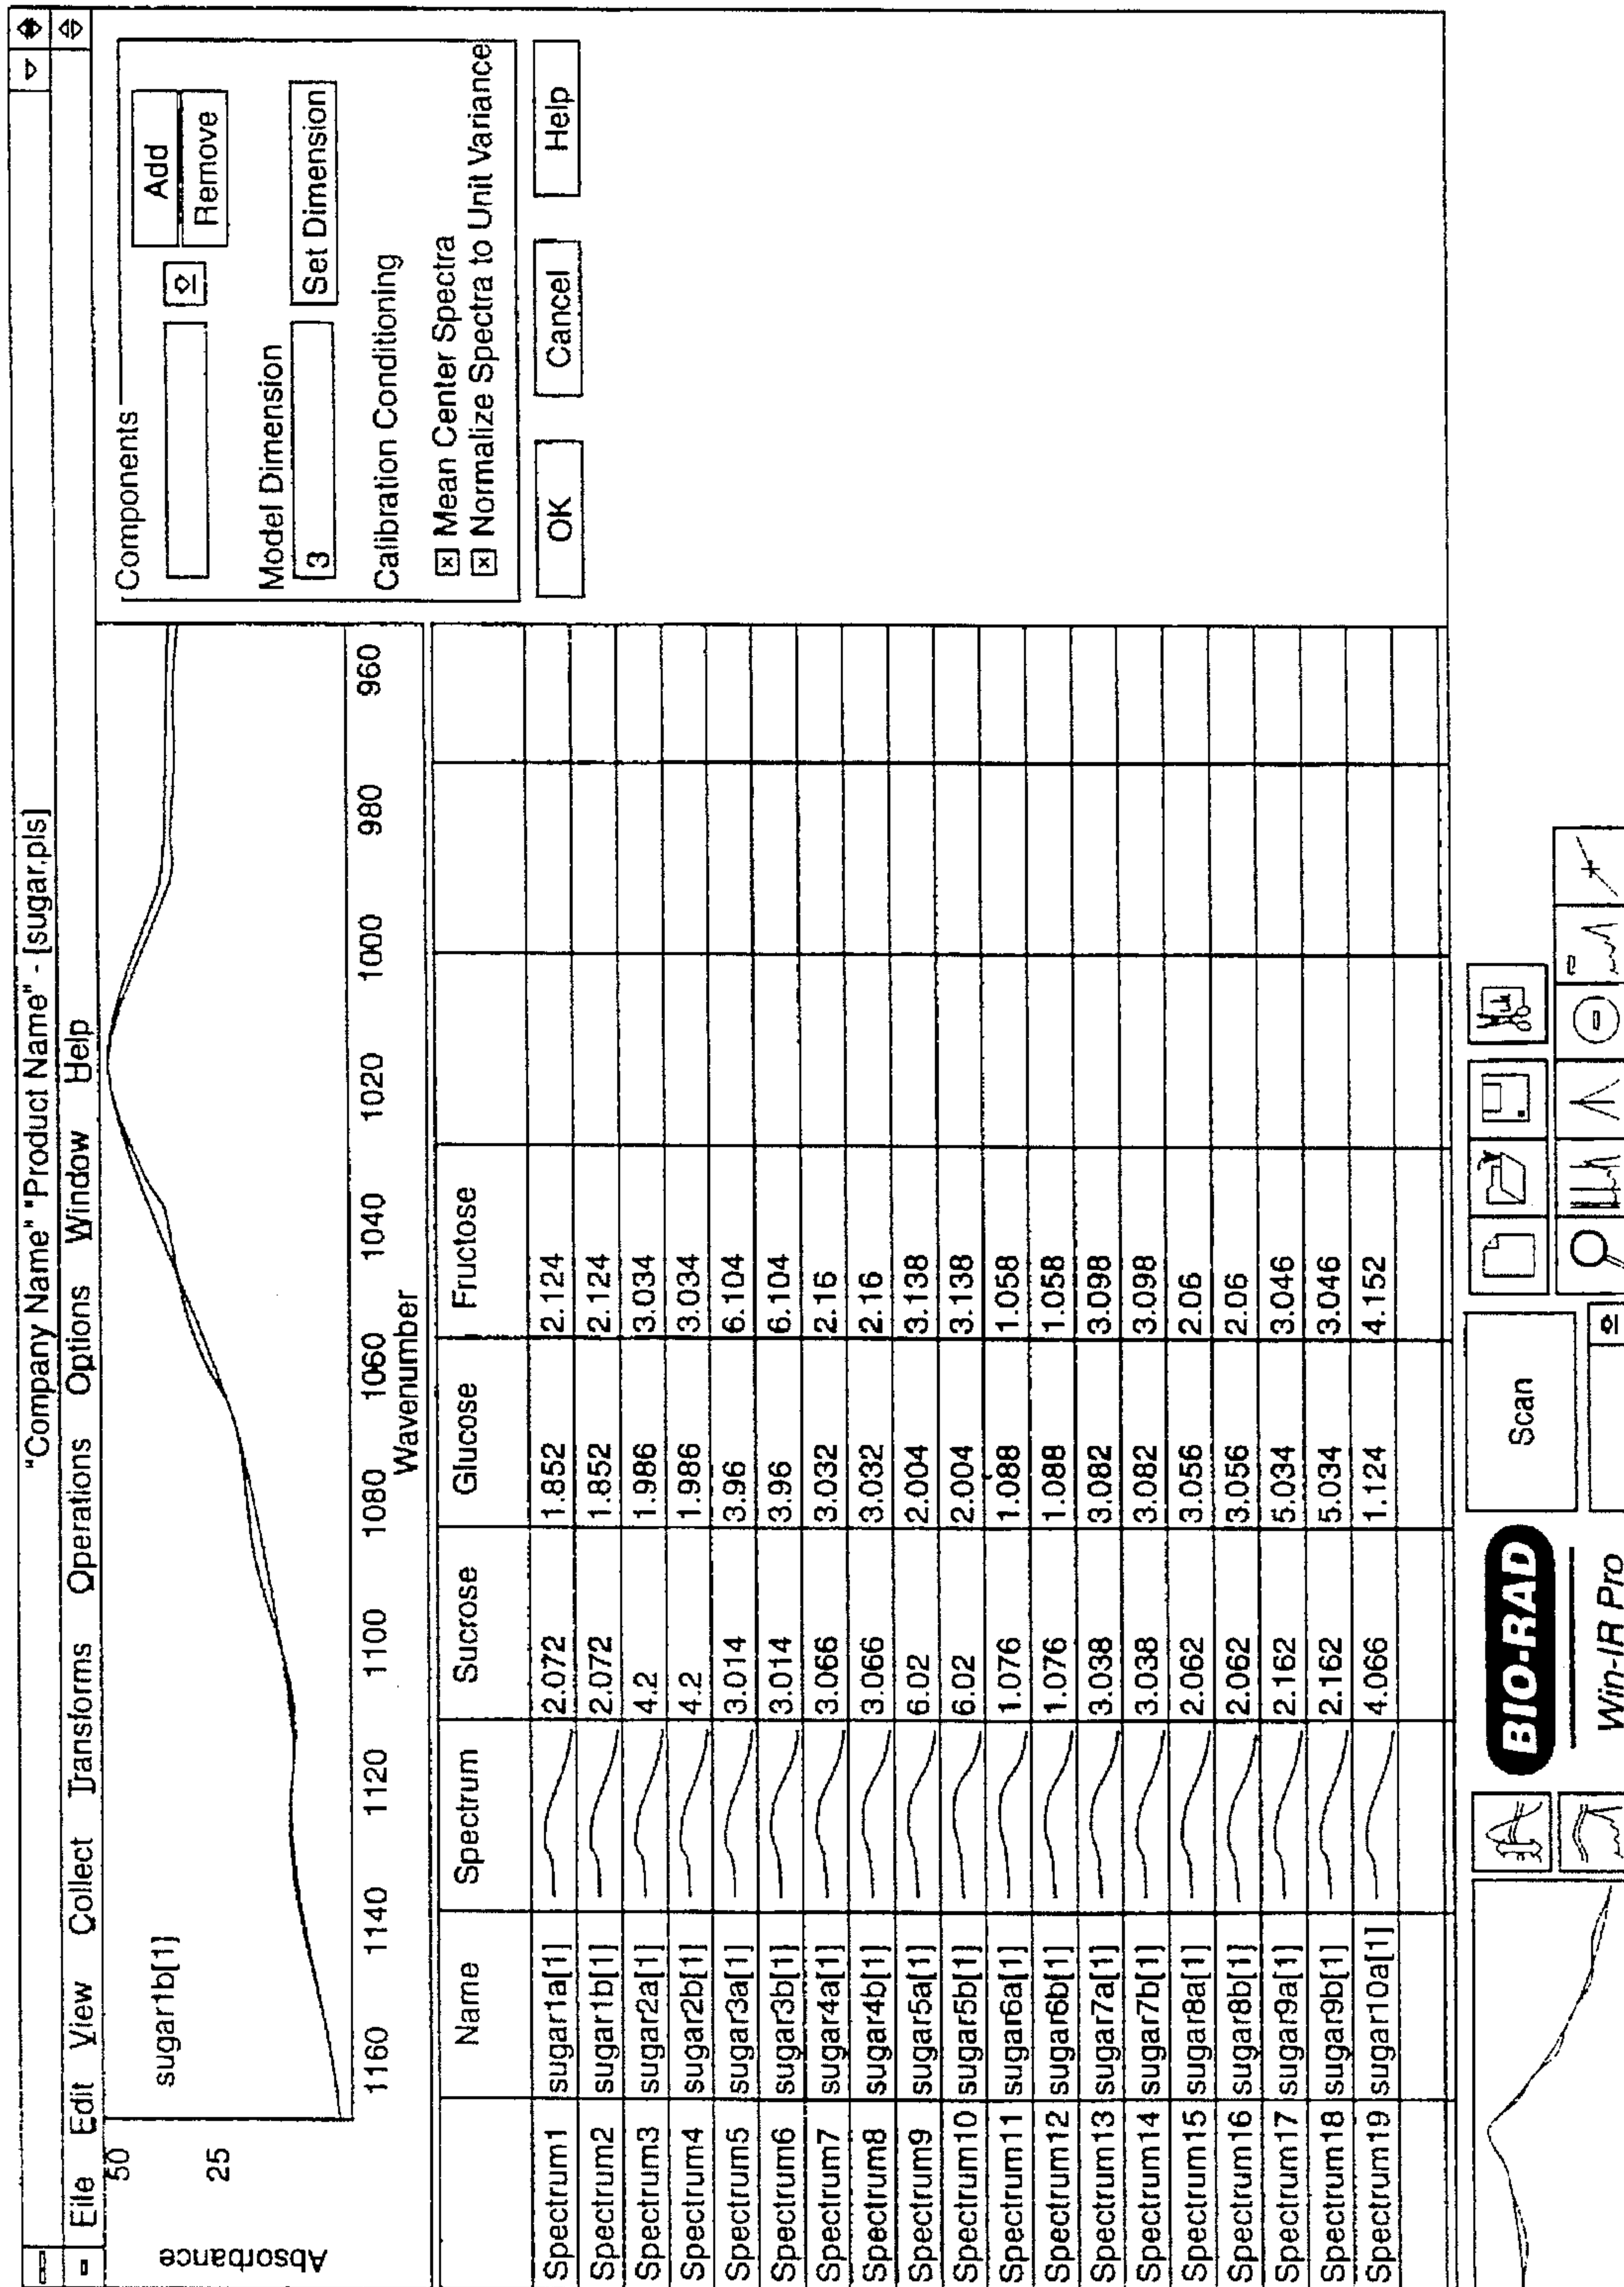 "Company Name" "Product Name" - [sugar.pls]
File Edit View Collect Transforms Operations Options Window Help
50
25
Absorbance
sugar1b[1]
1160 1140 1120 1100 1080 1060 1040 1020 1000 980 960
Wavenumber
Components
Add
Remove
Model Dimension
3 Set Dimension
Calibration Conditioning
Mean Center Spectra
Normalize Spectra to Unit Variance
OK Cancel Help
Name Spectrum Sucrose Glucose Fructose
Spectrum1 sugar1a[1] 2.072 1.852 2.124
Spectrum2 sugar1b[1] 2.072 1.852 2.124
Spectrum3 sugar2a[1] 4.2 1.986 3.034
Spectrum4 sugar2b[1] 4.2 1.986 3.034
Spectrum5 sugar3a[1] 3.014 3.96 6.104
Spectrum6 sugar3b[1] 3.014 3.96 6.104
Spectrum7 sugar4a[1] 3.066 3.032 2.16
Spectrum8 sugar4b[1] 3.066 3.032 2.16
Spectrum9 sugar5a[1] 6.02 2.004 3.138
Spectrum10 sugar5b[1] 6.02 2.004 3.138
Spectrum11 sugar6a[1] 1.076 1.088 1.058
Spectrum12 sugar6b[1] 1.076 1.088 1.058
Spectrum13 sugar7a[1] 3.038 3.082 3.098
Spectrum14 sugar7b[1] 3.038 3.082 3.098
Spectrum15 sugar8a[1] 2.062 3.056 2.06
Spectrum16 sugar8b[1] 2.062 3.056 2.06
Spectrum17 sugar9a[1] 2.162 5.034 3.046
Spectrum18 sugar9b[1] 2.162 5.034 3.046
Spectrum19 sugar10a[1] 4.066 1.124 4.152
BIO-RAD
Win-IR Pro
Scan